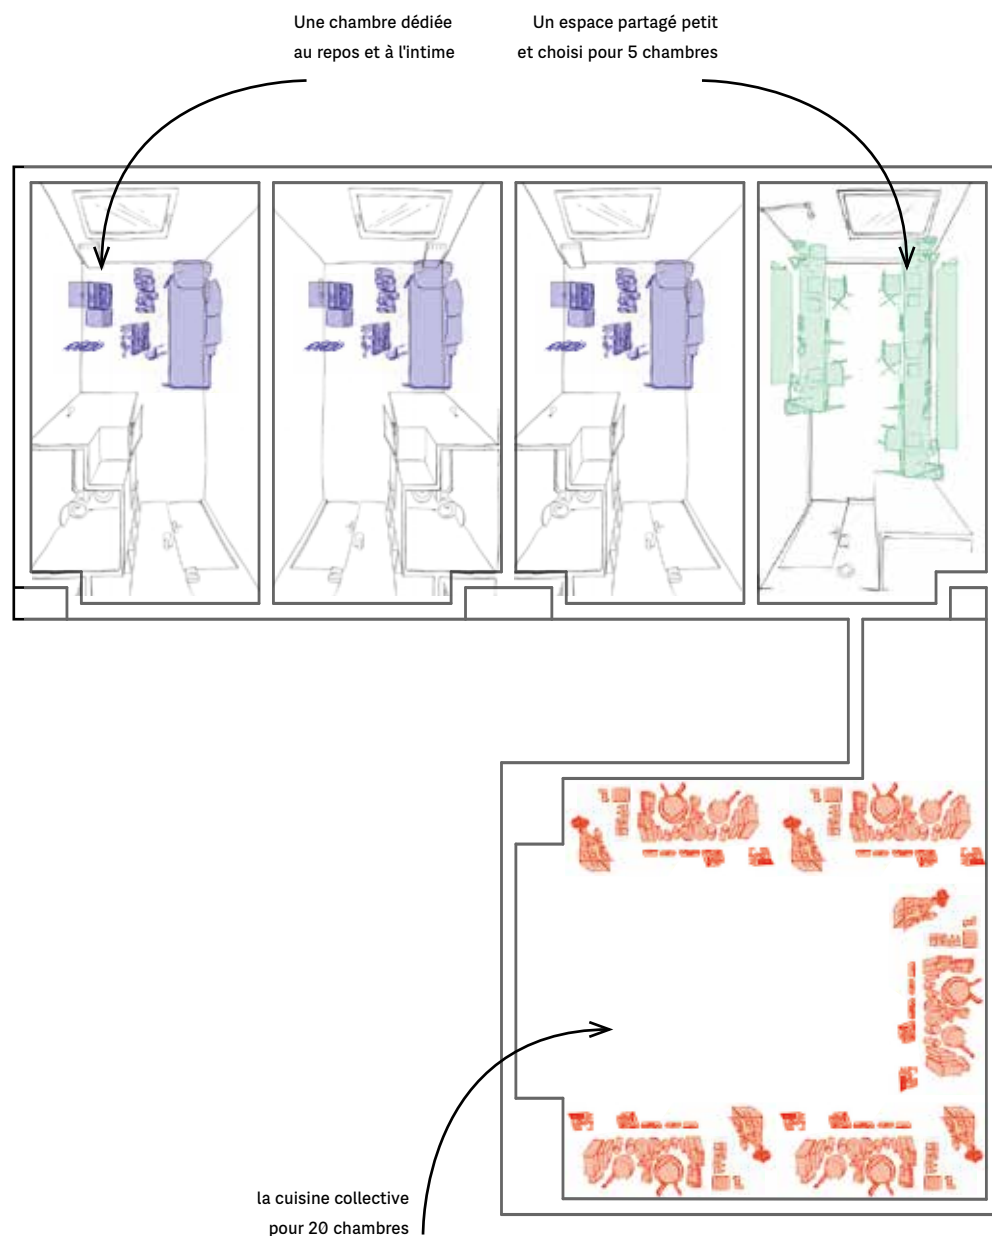 Une chambre dédiée
au repos et à l'intime
Un espace partagé petit
et choisi pour 5 chambres
la cuisine collective
pour 20 chambres